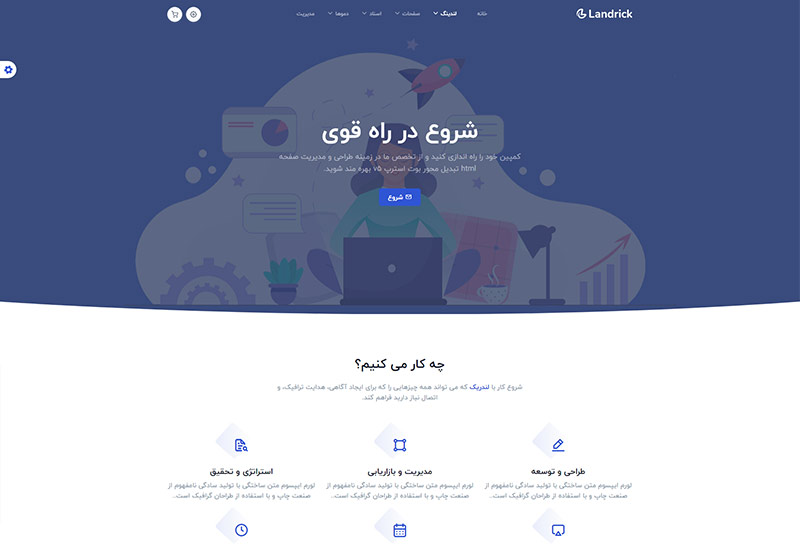 Landrick
خانه
لندینگ
صفحات
اسناد
دموها
مدیریت
شروع در راه قوی
کمپین خود را راه اندازی کنید و از تخصص ما در زمینه طراحی و مدیریت صفحه
html تبدیل محور بوت استرپ v5 بهره مند شوید.
شروع
چه کار می کنیم؟
شروع کار با لندریک که می تواند همه چیزهایی را که برای ایجاد آگاهی، هدایت ترافیک، و
اتصال نیاز دارید فراهم کند.
طراحی و توسعه
لورم ایپسوم متن ساختگی با تولید سادگی نامفهوم از
صنعت چاپ و با استفاده از طراحان گرافیک است..
مدیریت و بازاریابی
لورم ایپسوم متن ساختگی با تولید سادگی نامفهوم از
صنعت چاپ و با استفاده از طراحان گرافیک است..
استراتژی و تحقیق
لورم ایپسوم متن ساختگی با تولید سادگی نامفهوم از
صنعت چاپ و با استفاده از طراحان گرافیک است..